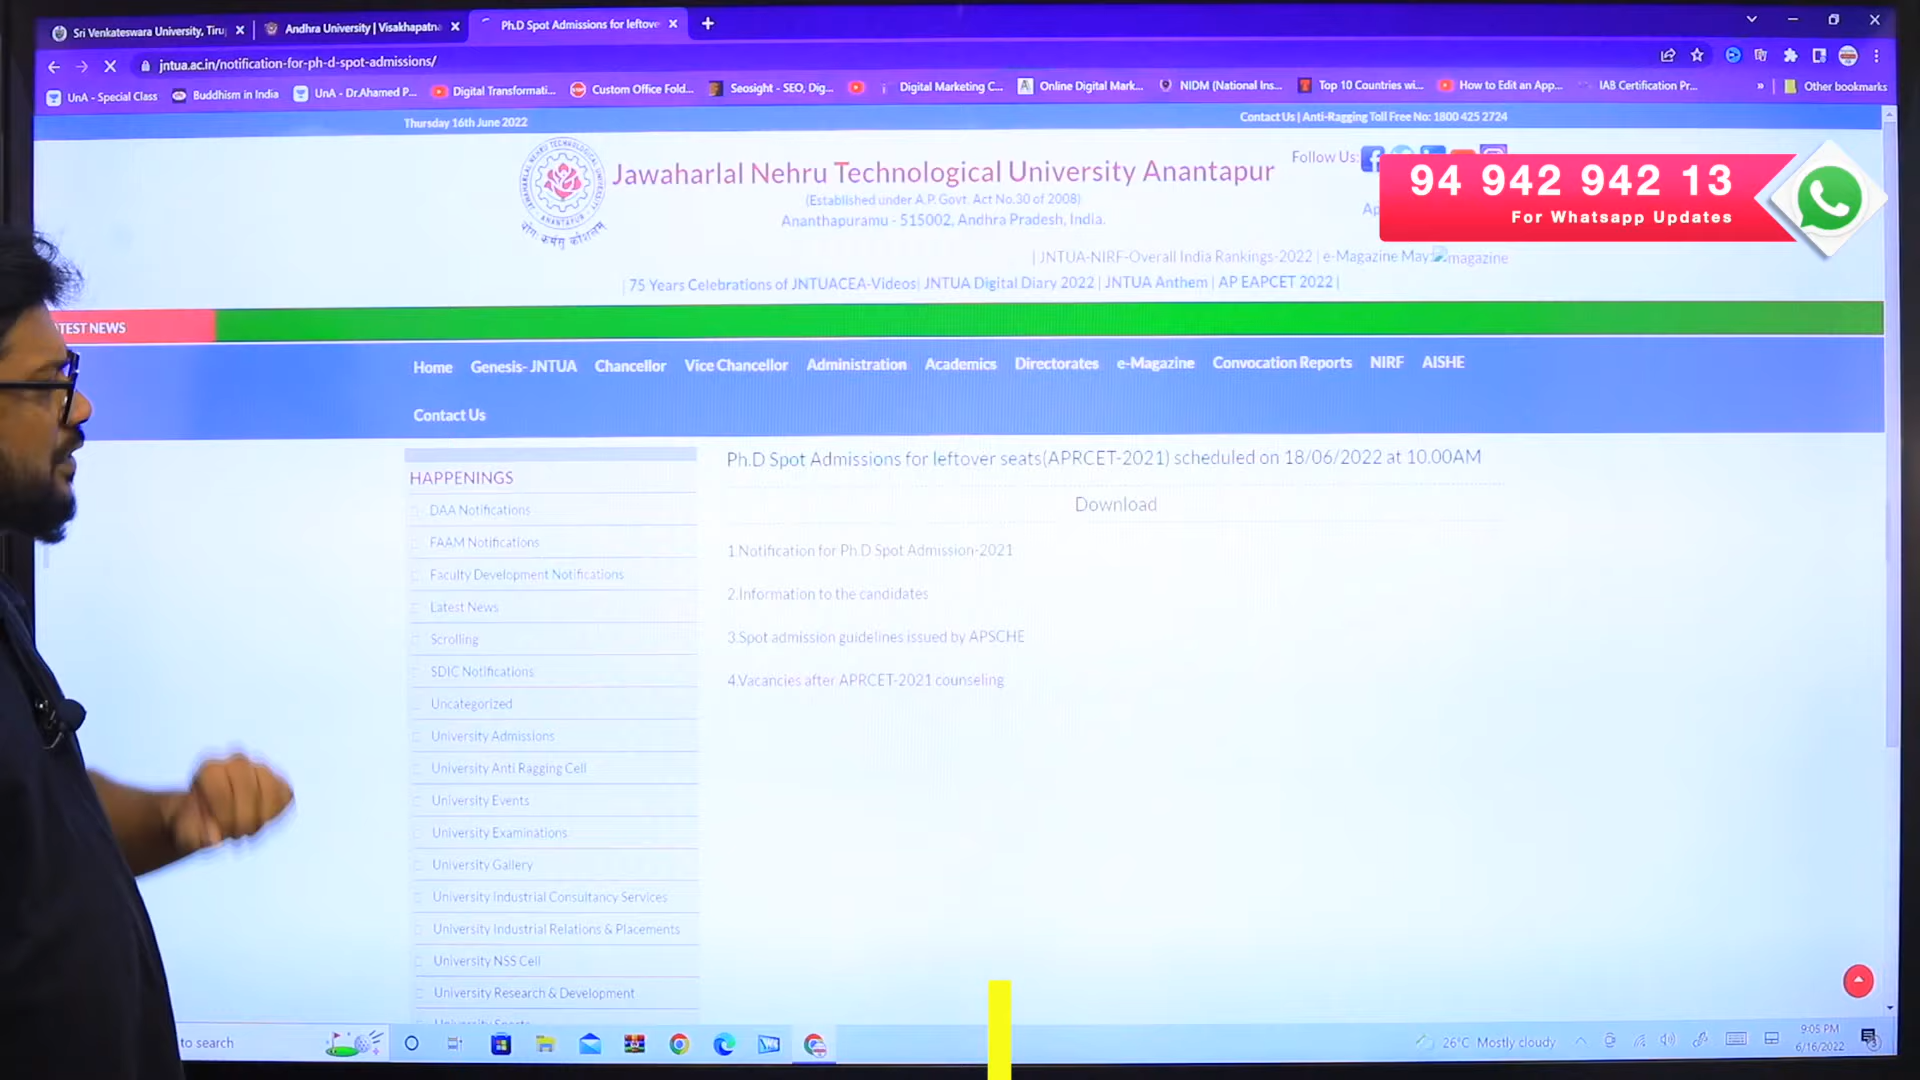 Sri Venkateswara University, Tiru
Andhra University | Visakhapatna
Ph.D Spot Admissions for leftove
jntua.ac.in/notification-for-ph-d-spot-admissions/
UnA - Special Class
Buddhism in India
UnA - Dr.Ahamed P...
Digital Transformati...
Custom Office Fold...
Seosight - SEO, Dig...
Digital Marketing C...
Online Digital Mark...
NIDM (National Ins...
Top 10 Countries wi...
How to Edit an App...
IAB Certification Pr...
»
Other bookmarks
Thursday 16th June 2022
Contact Us | Anti-Ragging Toll Free No: 1800 425 2724
Jawaharlal Nehru Technological University Anantapur
(Established under A.P. Govt. Act No.30 of 2008)
Ananthapuramu - 515002, Andhra Pradesh, India.
Follow Us:
94 942 942 13
For Whatsapp Updates
| JNTUA-NIRF-Overall India Rankings-2022 | e-Magazine May: magazine
| 75 Years Celebrations of JNTUACEA-Videos| JNTUA Digital Diary 2022 | JNTUA Anthem | AP EAPCET 2022 |
TEST NEWS
Home Genesis- JNTUA Chancellor Vice Chancellor Administration Academics Directorates e-Magazine Convocation Reports NIRF AISHE
Contact Us
HAPPENINGS
DAA Notifications
FAAM Notifications
Faculty Development Notifications
Latest News
Scrolling
SDIC Notifications
Uncategorized
University Admissions
University Anti Ragging Cell
University Events
University Examinations
University Gallery
University Industrial Consultancy Services
University Industrial Relations & Placements
University NSS Cell
University Research & Development
University Sports
Ph.D Spot Admissions for leftover seats(APRCET-2021) scheduled on 18/06/2022 at 10.00AM
Download
1 Notification for Ph.D Spot Admission-2021
2.Information to the candidates
3.Spot admission guidelines issued by APSCHE
4.Vacancies after APRCET-2021 counseling
to search
26°C Mostly cloudy
9:05 PM
6/16/2022